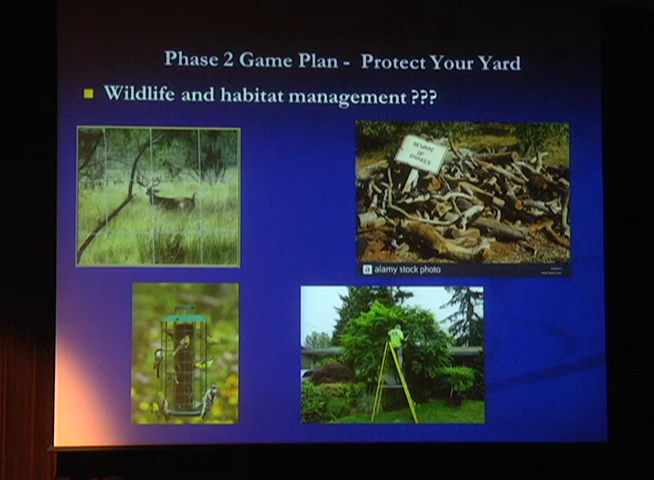 Phase 2 Game Plan - Protect Your Yard
Wildlife and habitat management ???
BEWARE
OF
SNAKES
a alamy stock photo